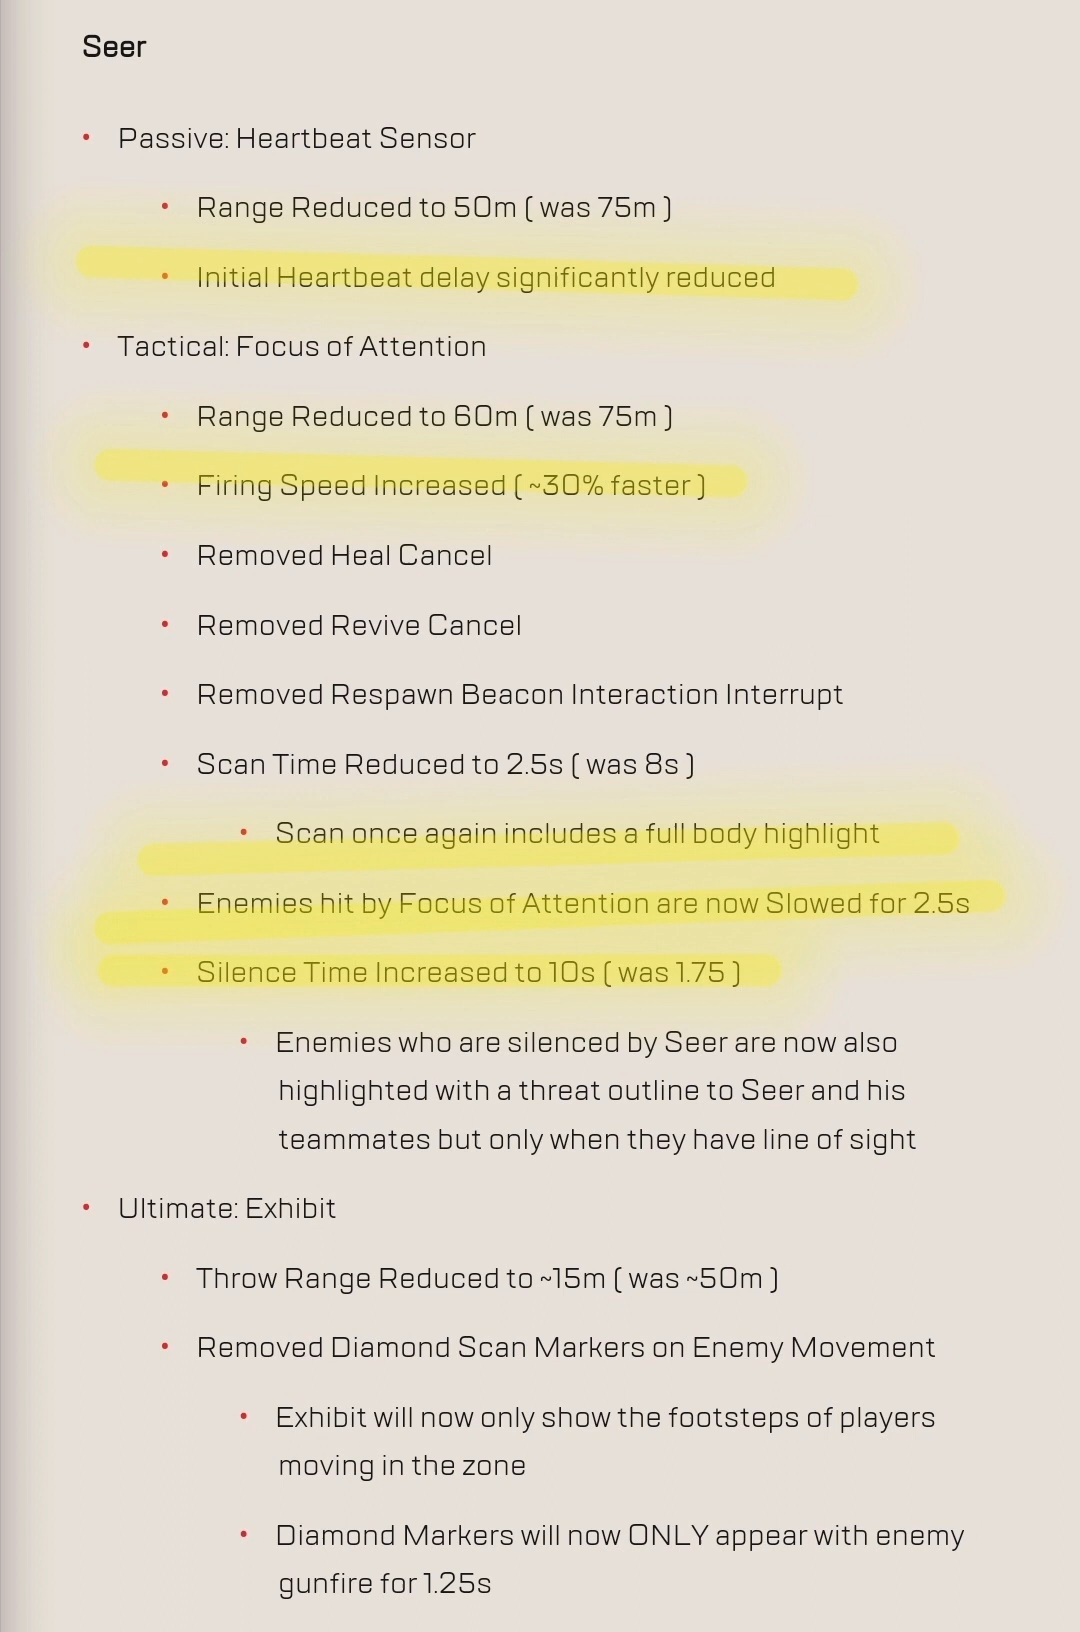 Seer
• Passive: Heartbeat Sensor
• Range Reduced to 50m ( was 75m )
• Initial Heartbeat delay significantly reduced
• Tactical: Focus of Attention
• Range Reduced to 60m ( was 75m )
• Firing Speed Increased ( ~30% faster )
• Removed Heal Cancel
• Removed Revive Cancel
• Removed Respawn Beacon Interaction Interrupt
• Scan Time Reduced to 2.5s ( was 8s )
• Scan once again includes a full body highlight
• Enemies hit by Focus of Attention are now Slowed for 2.5s
• Silence Time Increased to 10s ( was 1.75 )
• Enemies who are silenced by Seer are now also
highlighted with a threat outline to Seer and his
teammates but only when they have line of sight
• Ultimate: Exhibit
• Throw Range Reduced to ~15m ( was ~50m )
• Removed Diamond Scan Markers on Enemy Movement
• Exhibit will now only show the footsteps of players
moving in the zone
• Diamond Markers will now ONLY appear with enemy
gunfire for 1.25s